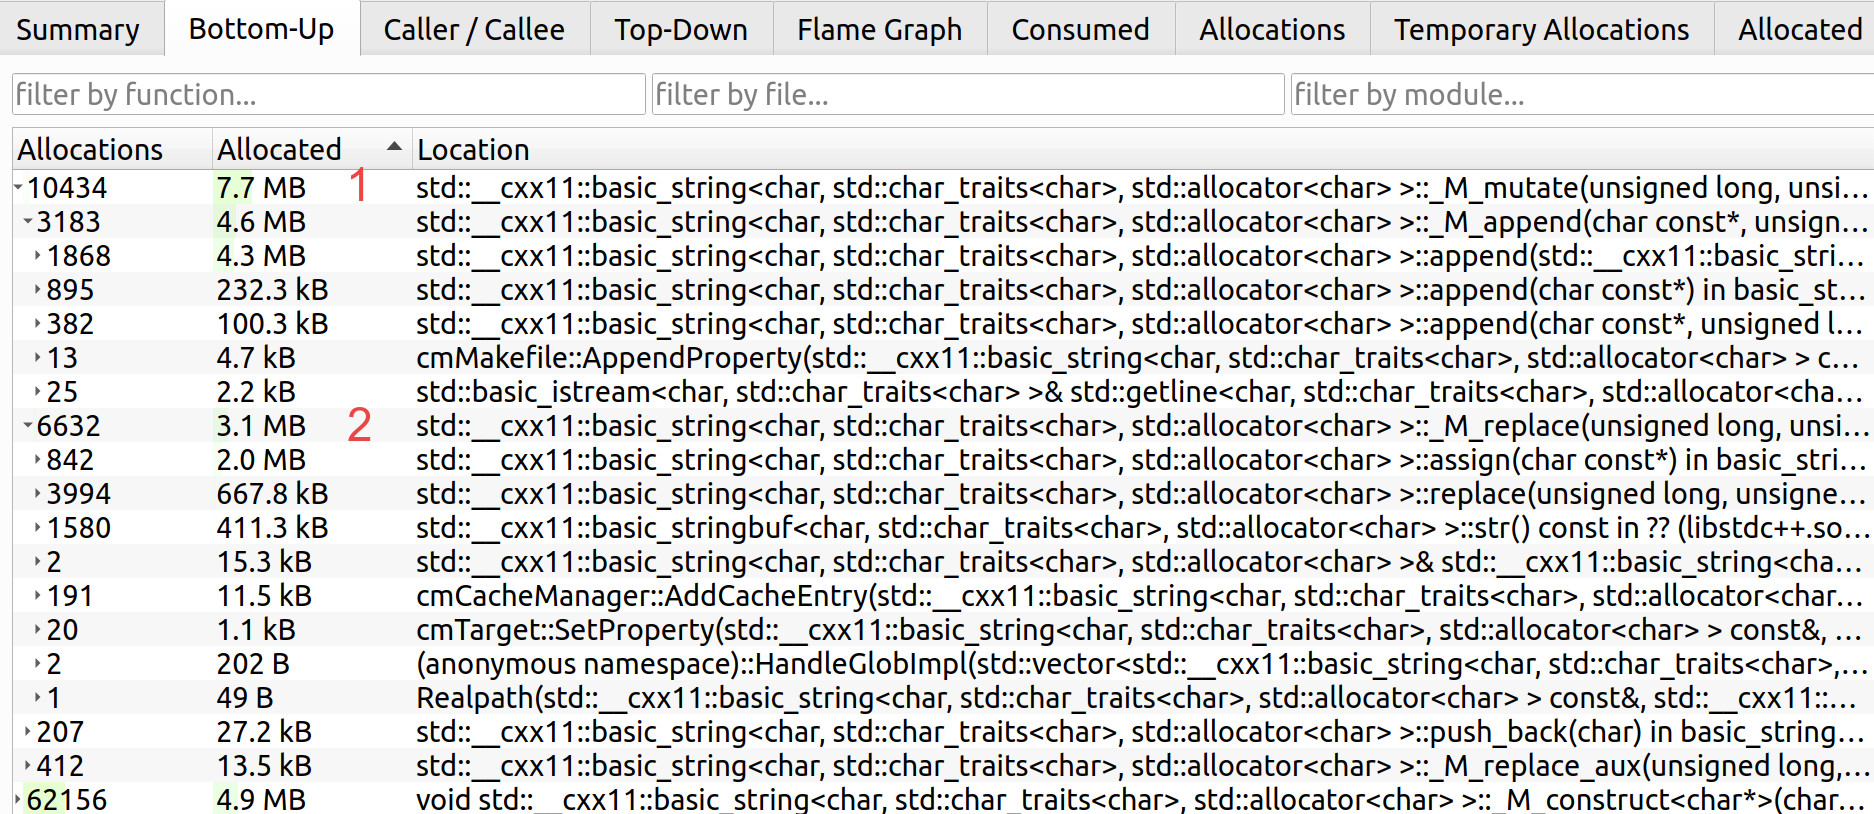 Summary Bottom-Up Caller / Callee Top-Down Flame Graph Consumed Allocations Temporary Allocations Allocated
filter by function... filter by file... filter by module...
Allocations Allocated Location
10434 7.7 MB 1 std::__cxx11::basic_string<char, std::char_traits<char>, std::allocator<char> >::_M_mutate(unsigned long, unsi...
3183 4.6 MB std::__cxx11::basic_string<char, std::char_traits<char>, std::allocator<char> >::_M_append(char const*, unsign...
1868 4.3 MB std::__cxx11::basic_string<char, std::char_traits<char>, std::allocator<char> >::append(std::__cxx11::basic_stri...
895 232.3 kB std::__cxx11::basic_string<char, std::char_traits<char>, std::allocator<char> >::append(char const*) in basic_st...
382 100.3 kB std::__cxx11::basic_string<char, std::char_traits<char>, std::allocator<char> >::append(char const*, unsigned l...
13 4.7 kB cmMakefile::AppendProperty(std::__cxx11::basic_string<char, std::char_traits<char>, std::allocator<char> > c...
25 2.2 kB std::basic_istream<char, std::char_traits<char> >& std::getline<char, std::char_traits<char>, std::allocator<cha...
6632 3.1 MB 2 std::__cxx11::basic_string<char, std::char_traits<char>, std::allocator<char> >::_M_replace(unsigned long, unsi...
842 2.0 MB std::__cxx11::basic_string<char, std::char_traits<char>, std::allocator<char> >::assign(char const*) in basic_stri...
3994 667.8 kB std::__cxx11::basic_string<char, std::char_traits<char>, std::allocator<char> >::replace(unsigned long, unsigne...
1580 411.3 kB std::__cxx11::basic_stringbuf<char, std::char_traits<char>, std::allocator<char> >::str() const in ?? (libstdc++.so...
2 15.3 kB std::__cxx11::basic_string<char, std::char_traits<char>, std::allocator<char> >& std::__cxx11::basic_string<cha...
191 11.5 kB cmCacheManager::AddCacheEntry(std::__cxx11::basic_string<char, std::char_traits<char>, std::allocator<char...
20 1.1 kB cmTarget::SetProperty(std::__cxx11::basic_string<char, std::char_traits<char>, std::allocator<char> > const&, ...
2 202 B (anonymous namespace)::HandleGlobImpl(std::vector<std::__cxx11::basic_string<char, std::char_traits<char>,...
1 49 B Realpath(std::__cxx11::basic_string<char, std::char_traits<char>, std::allocator<char> > const&, std::__cxx11::...
207 27.2 kB std::__cxx11::basic_string<char, std::char_traits<char>, std::allocator<char> >::push_back(char) in basic_string...
412 13.5 kB std::__cxx11::basic_string<char, std::char_traits<char>, std::allocator<char> >::_M_replace_aux(unsigned long,...
62156 4.9 MB void std::__cxx11::basic_string<char, std::char_traits<char>, std::allocator<char> >::_M_construct<char*>(char...